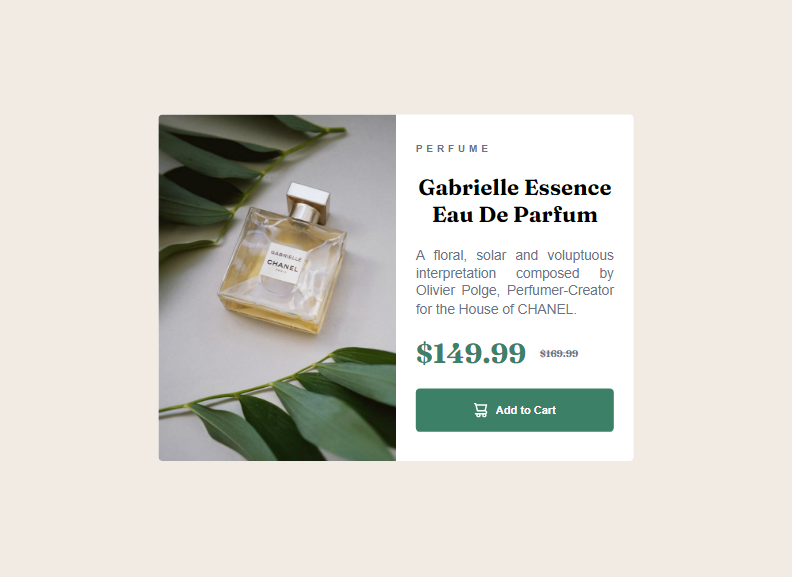 PERFUME
Gabrielle Essence
Eau De Parfum
A floral, solar and voluptuous
interpretation composed by
Olivier Polge, Perfumer-Creator
for the House of CHANEL.
$149.99 $169.99
Add to Cart
GABRIELLE
CHANEL
PARIS